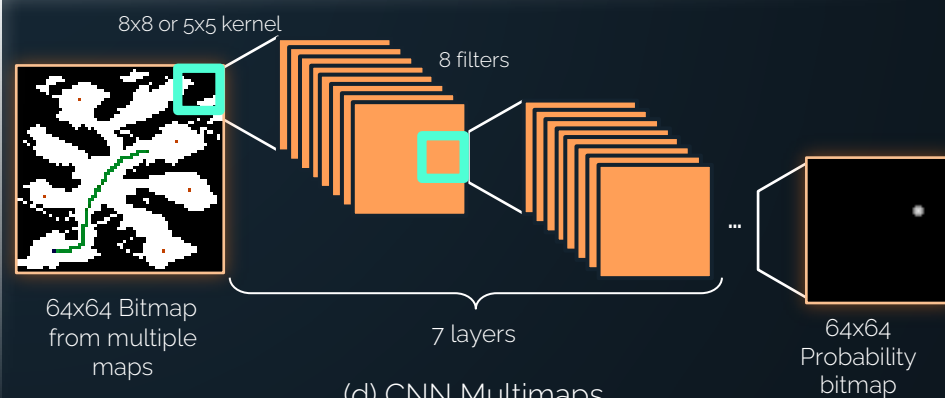 8x8 or 5x5 kernel
8 filters
...
64x64 Bitmap
from multiple
maps
7 layers
64x64
Probability
bitmap
(d) CNN Multimaps